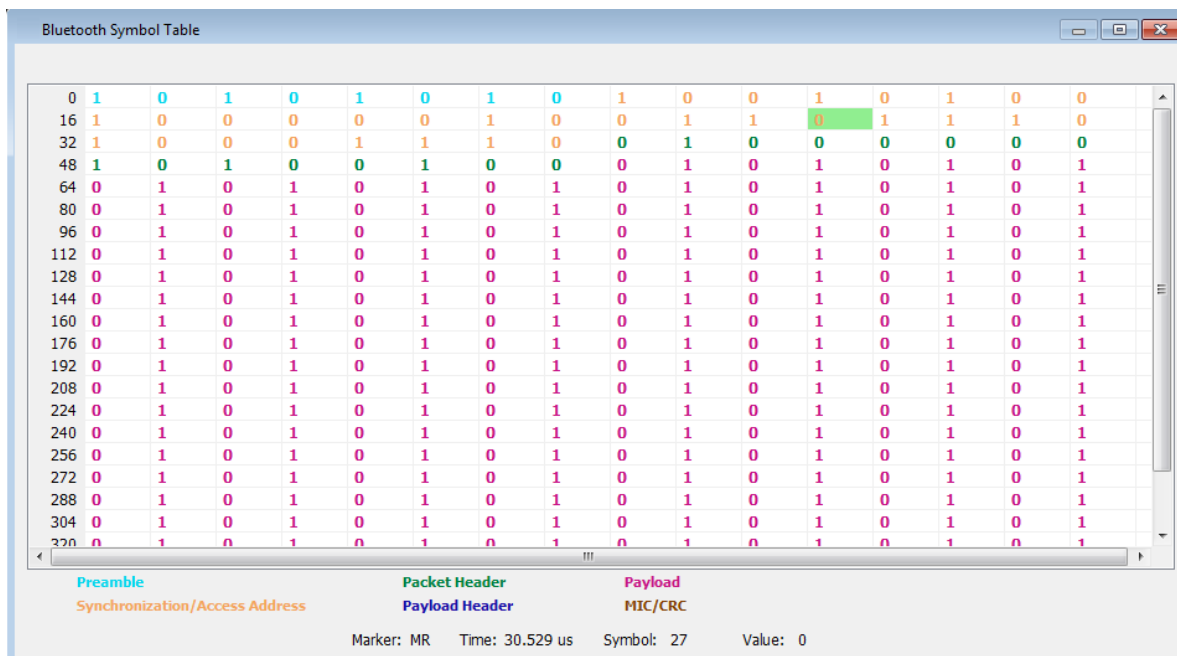 Bluetooth Symbol Table
0 1 0 1 0 1 0 1 0 1 0 0 1 0 1 0 0
16 1 0 0 0 0 0 1 0 0 1 1 0 1 1 1 0
32 1 0 0 0 1 1 1 0 0 1 0 0 0 0 0 0
48 1 0 1 0 0 1 0 0 0 1 0 1 0 1 0 1
64 0 1 0 1 0 1 0 1 0 1 0 1 0 1 0 1
80 0 1 0 1 0 1 0 1 0 1 0 1 0 1 0 1
96 0 1 0 1 0 1 0 1 0 1 0 1 0 1 0 1
112 0 1 0 1 0 1 0 1 0 1 0 1 0 1 0 1
128 0 1 0 1 0 1 0 1 0 1 0 1 0 1 0 1
144 0 1 0 1 0 1 0 1 0 1 0 1 0 1 0 1
160 0 1 0 1 0 1 0 1 0 1 0 1 0 1 0 1
176 0 1 0 1 0 1 0 1 0 1 0 1 0 1 0 1
192 0 1 0 1 0 1 0 1 0 1 0 1 0 1 0 1
208 0 1 0 1 0 1 0 1 0 1 0 1 0 1 0 1
224 0 1 0 1 0 1 0 1 0 1 0 1 0 1 0 1
240 0 1 0 1 0 1 0 1 0 1 0 1 0 1 0 1
256 0 1 0 1 0 1 0 1 0 1 0 1 0 1 0 1
272 0 1 0 1 0 1 0 1 0 1 0 1 0 1 0 1
288 0 1 0 1 0 1 0 1 0 1 0 1 0 1 0 1
304 0 1 0 1 0 1 0 1 0 1 0 1 0 1 0 1
320 0 1 0 1 0 1 0 1 0 1 0 1 0 1 0 1
Preamble Packet Header Payload
Synchronization/Access Address Payload Header MIC/CRC
Marker: MR Time: 30.529 us Symbol: 27 Value: 0